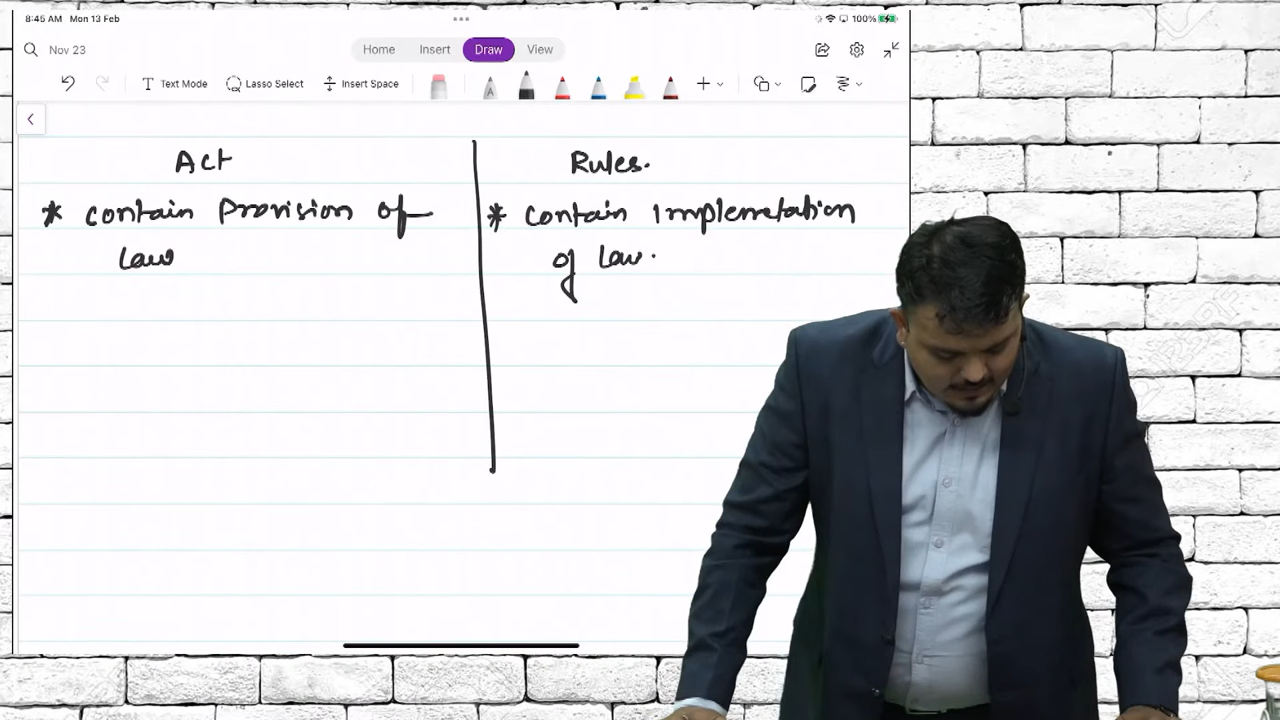 8:45 AM Mon 13 Feb
100%
Nov 23
Home Insert Draw View
Text Mode Lasso Select Insert Space
Act
* contain Provision of
law
Rules.
* contain Implemetation
of law.